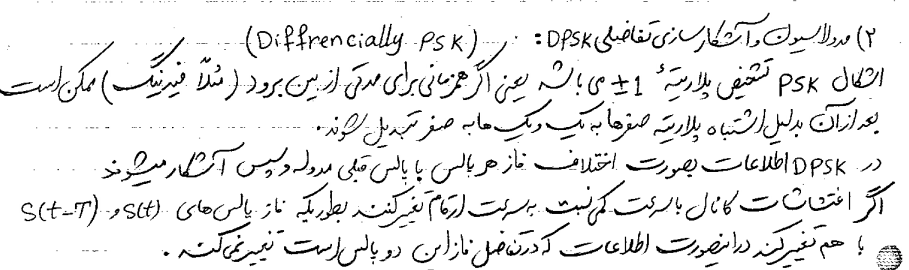 ۲) مدولاسیون و آشکارسازی تفاضلی DPSK: (Diffrencially PSK)
اشکال PSK تشخیص پلاریته ±1 می باشد یعنی اگر همزمانی برای مدتی از بین برود (مثلاً فیدینگ) ممکن است
بعد از آن بدلیل اشتباه پلاریته صفرها به یک و یک ها به صفر تبدیل شوند.
در DPSK اطلاعات بصورت اختلاف فاز هر پالس با پالس قبلی مدوله و سپس آشکار میشوند
اگر اغتشاشات کانال با سرعت کمی نسبت به سرعت ارقام تغییر کنند بطوریکه فاز پالس های S(t) و S(t-T)
با هم تغییر کند در اینصورت اطلاعات که در تفاضل فاز این دو پالس است تغییر نمی کند.